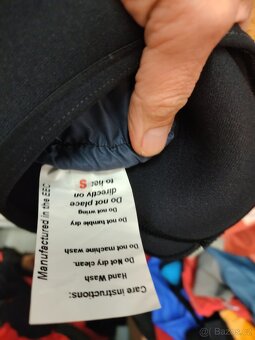 Care instructions:
Hand Wash
Do Not dry clean.
Do not machine wash
Do not tumble dry
Do not wring
Do not place
directly on
to hot S
Manufactured in the EEC